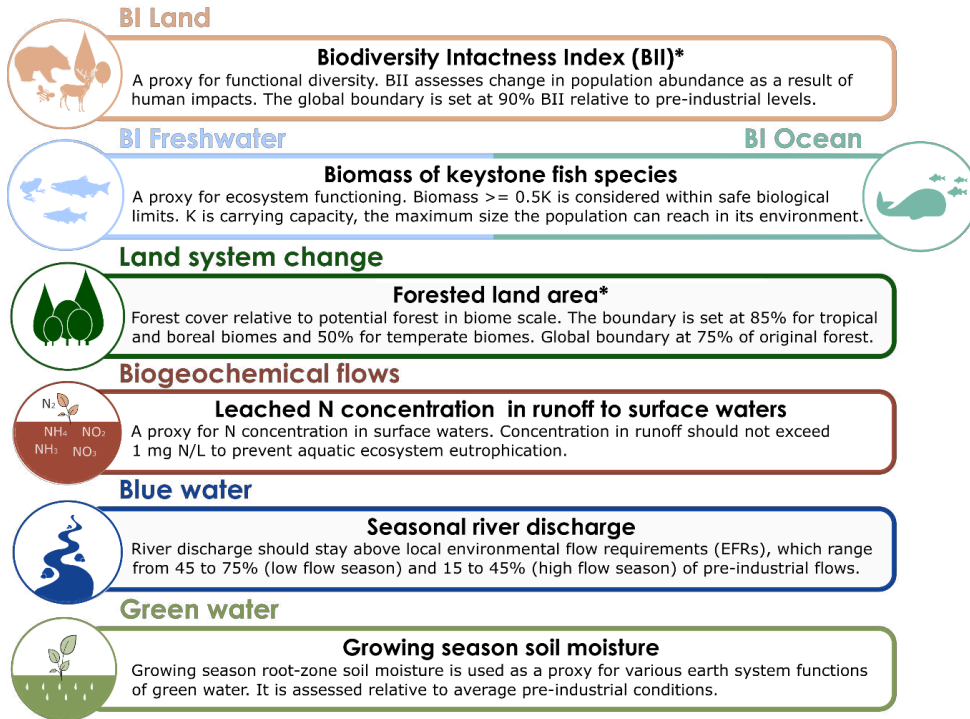 BI Land
Biodiversity Intactness Index (BII)*
A proxy for functional diversity. BII assesses change in population abundance as a result of
human impacts. The global boundary is set at 90% BII relative to pre-industrial levels.
BI Freshwater
BI Ocean
Biomass of keystone fish species
A proxy for ecosystem functioning. Biomass >= 0.5K is considered within safe biological
limits. K is carrying capacity, the maximum size the population can reach in its environment.
Land system change
Forested land area*
Forest cover relative to potential forest in biome scale. The boundary is set at 85% for tropical
and boreal biomes and 50% for temperate biomes. Global boundary at 75% of original forest.
Biogeochemical flows
N₂
NH₄ NO₂
NH₃ NO₃
Leached N concentration in runoff to surface waters
A proxy for N concentration in surface waters. Concentration in runoff should not exceed
1 mg N/L to prevent aquatic ecosystem eutrophication.
Blue water
Seasonal river discharge
River discharge should stay above local environmental flow requirements (EFRs), which range
from 45 to 75% (low flow season) and 15 to 45% (high flow season) of pre-industrial flows.
Green water
Growing season soil moisture
Growing season root-zone soil moisture is used as a proxy for various earth system functions
of green water. It is assessed relative to average pre-industrial conditions.